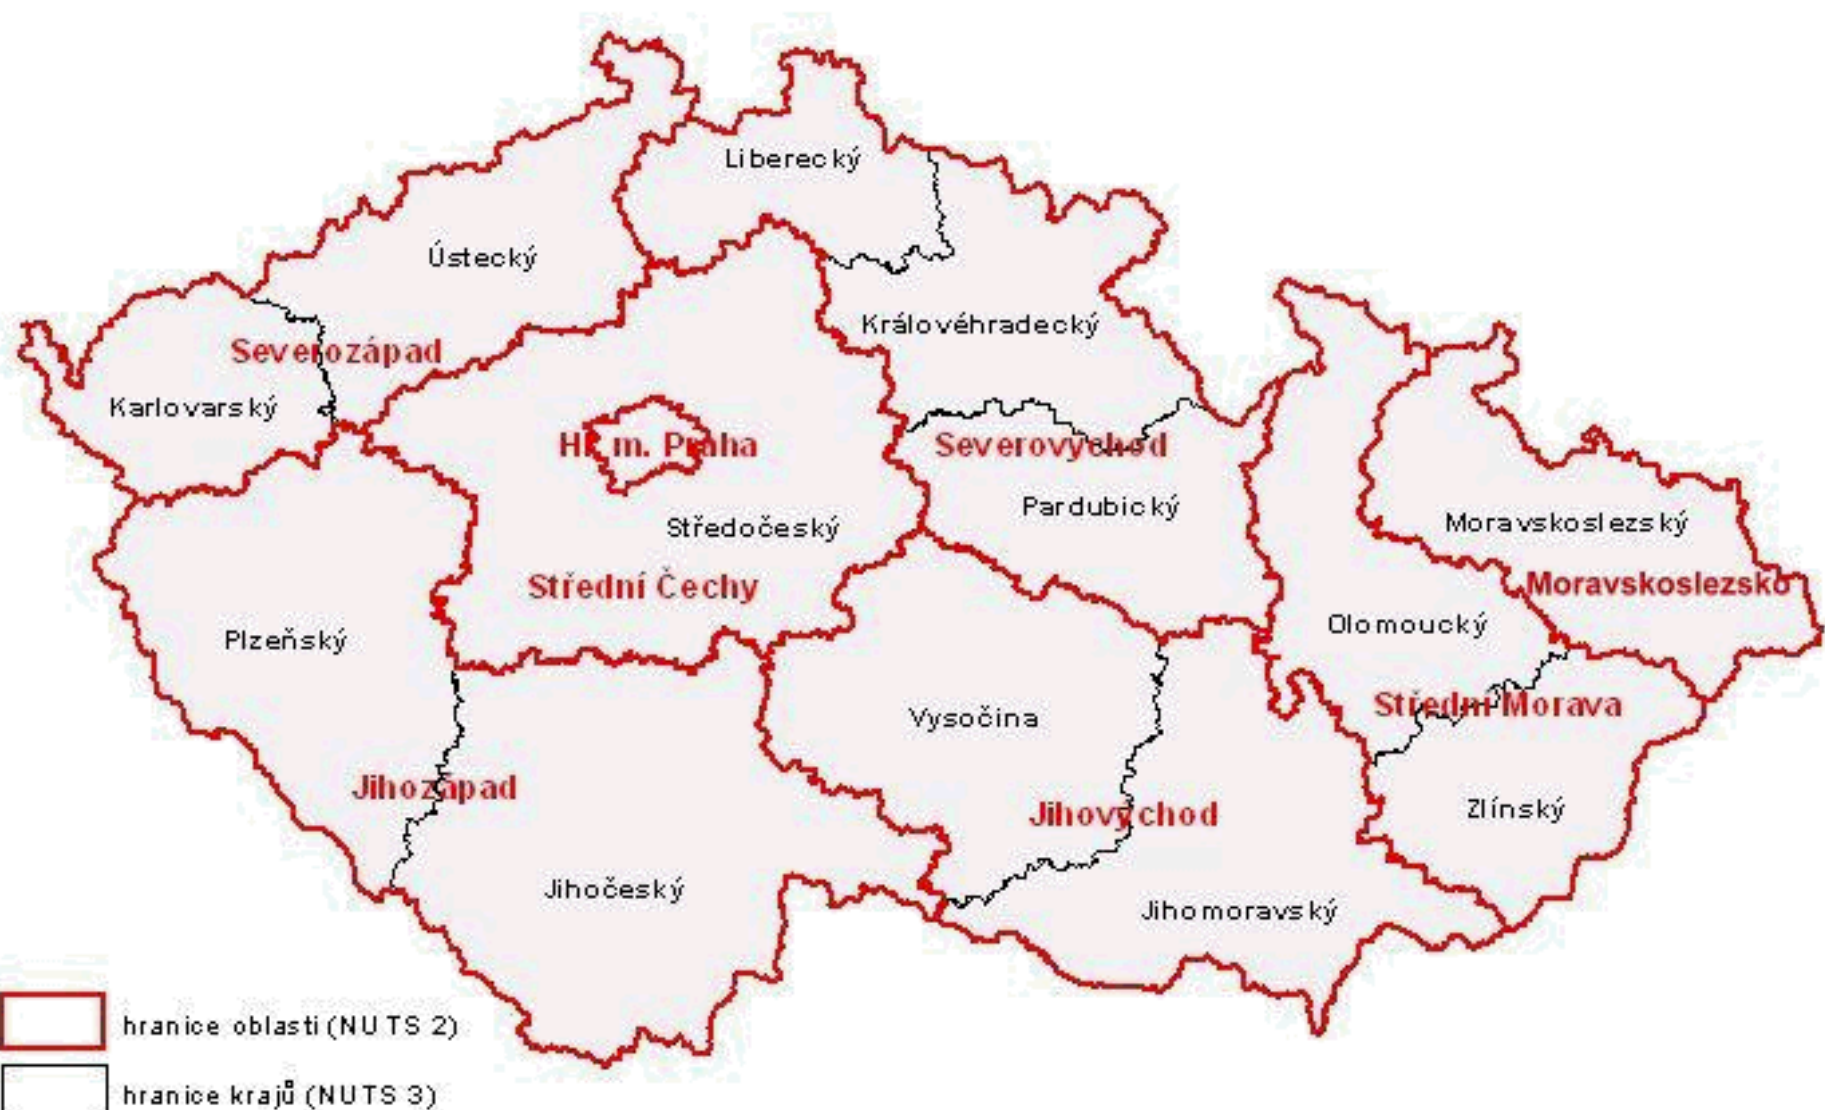 Liberecký
Ústecký
Královéhradecký
Severozápad
Karlovarský
Hl. m. Praha
Severovýchod
Pardubický
Středočeský
Moravskoslezský
Střední Čechy
Moravskoslezsko
Olomoucký
Plzeňský
Střední Morava
Vysočina
Jihozápad
Zlínský
Jihovýchod
Jihočeský
Jihomoravský
hranice oblasti (NUTS 2)
hranice krajů (NUTS 3)